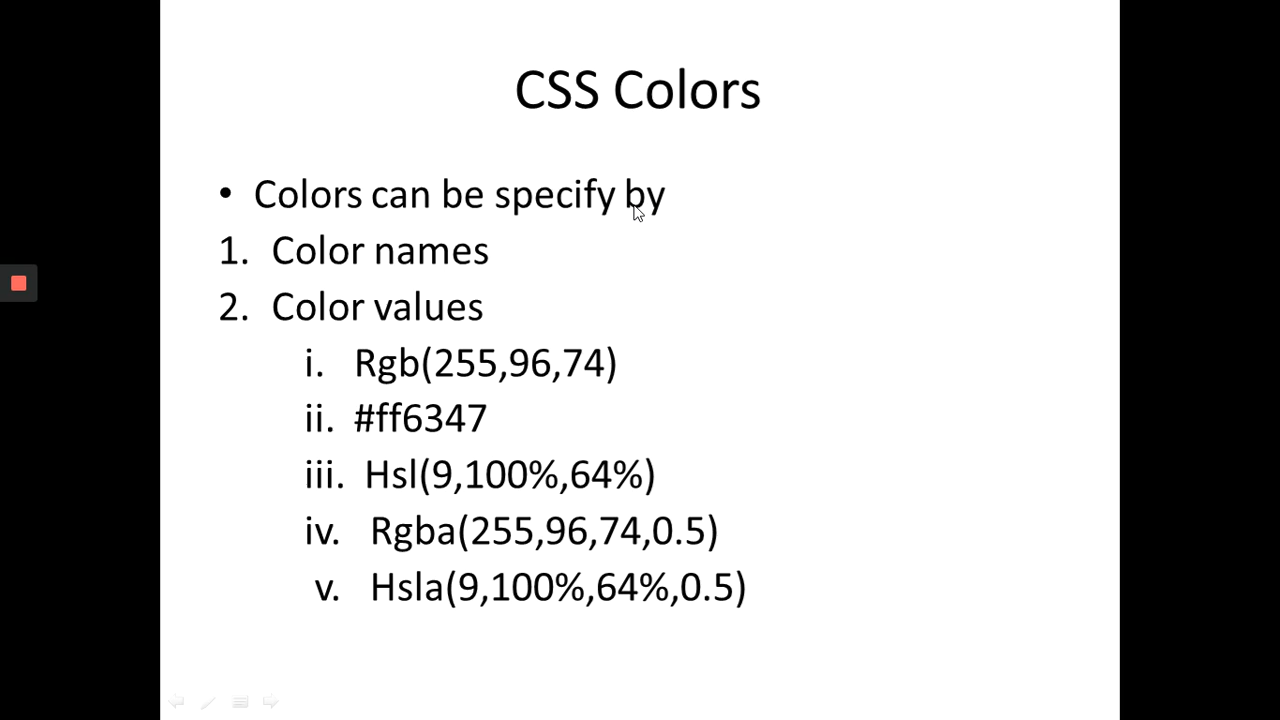 CSS Colors
• Colors can be specify by
1. Color names
2. Color values
i. Rgb(255,96,74)
ii. #ff6347
iii. Hsl(9,100%,64%)
iv. Rgba(255,96,74,0.5)
v. Hsla(9,100%,64%,0.5)